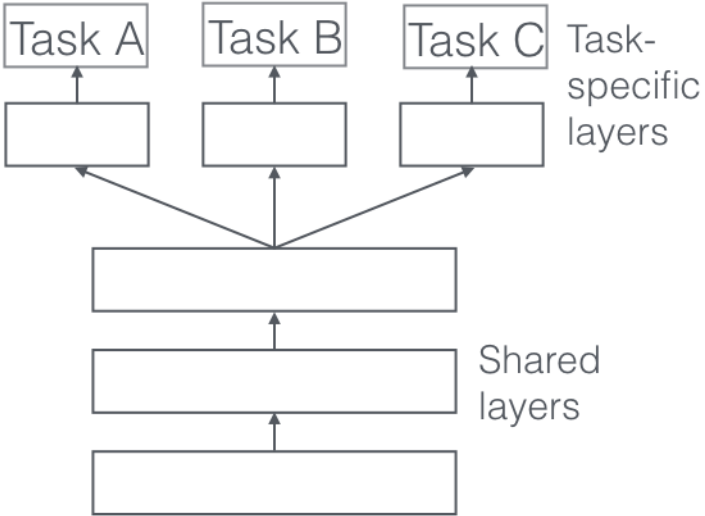 Task A
Task B
Task C
Task-
specific
layers
Shared
layers